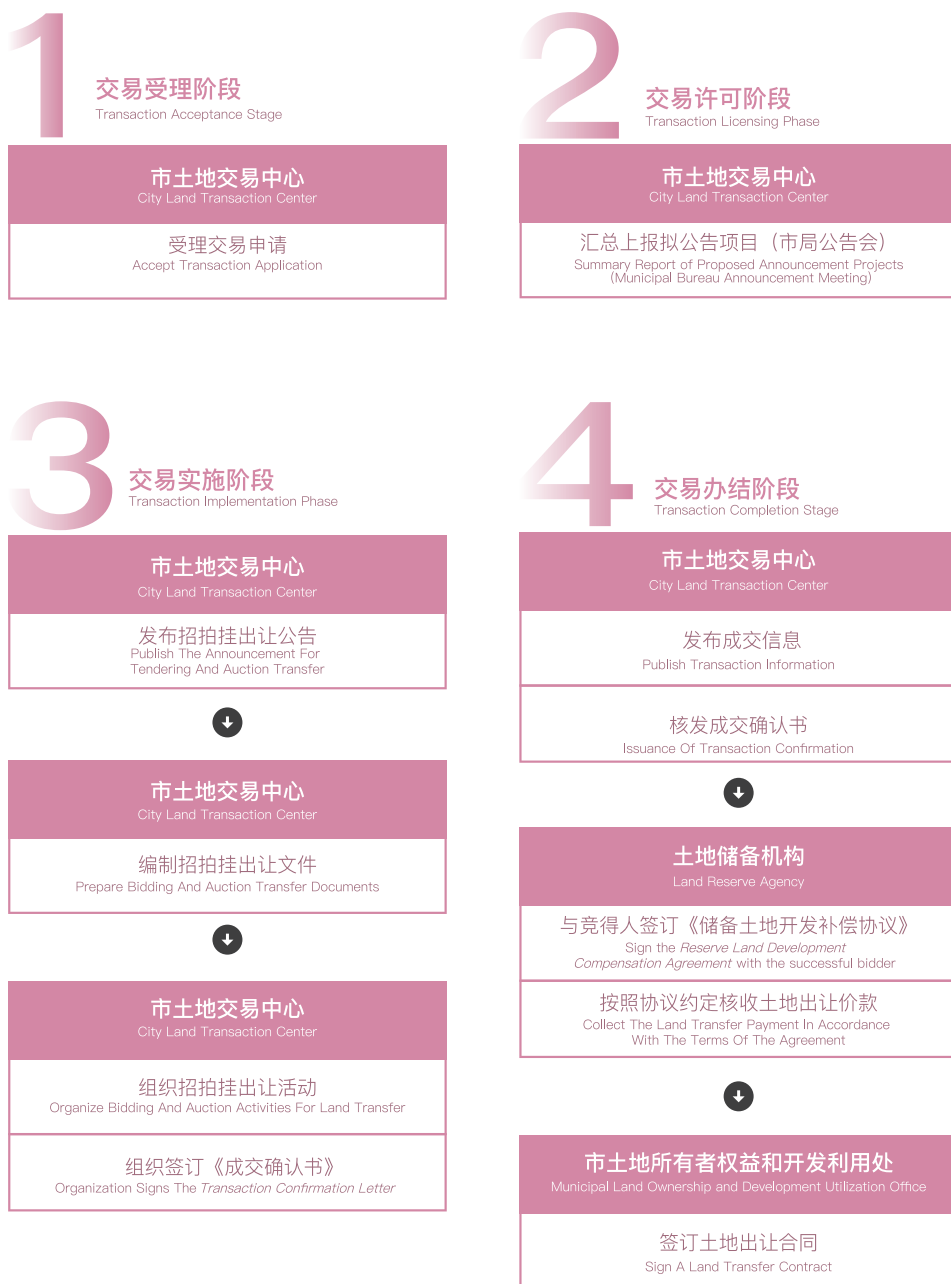 1
交易受理阶段
Transaction Acceptance Stage
市土地交易中心
City Land Transaction Center
受理交易申请
Accept Transaction Application
2
交易许可阶段
Transaction Licensing Phase
市土地交易中心
City Land Transaction Center
汇总上报拟公告项目（市局公告会）
Summary Report of Proposed Announcement Projects
(Municipal Bureau Announcement Meeting)
3
交易实施阶段
Transaction Implementation Phase
市土地交易中心
City Land Transaction Center
发布招拍挂出让公告
Publish The Announcement For
Tendering And Auction Transfer
市土地交易中心
City Land Transaction Center
编制招拍挂出让文件
Prepare Bidding And Auction Transfer Documents
市土地交易中心
City Land Transaction Center
组织招拍挂出让活动
Organize Bidding And Auction Activities For Land Transfer
组织签订《成交确认书》
Organization Signs The Transaction Confirmation Letter
4
交易办结阶段
Transaction Completion Stage
市土地交易中心
City Land Transaction Center
发布成交信息
Publish Transaction Information
核发成交确认书
Issuance Of Transaction Confirmation
土地储备机构
Land Reserve Agency
与竞得人签订《储备土地开发补偿协议》
Sign the Reserve Land Development
Compensation Agreement with the successful bidder
按照协议约定核收土地出让价款
Collect The Land Transfer Payment In Accordance
With The Terms Of The Agreement
市土地所有者权益和开发利用处
Municipal Land Ownership and Development Utilization Office
签订土地出让合同
Sign A Land Transfer Contract